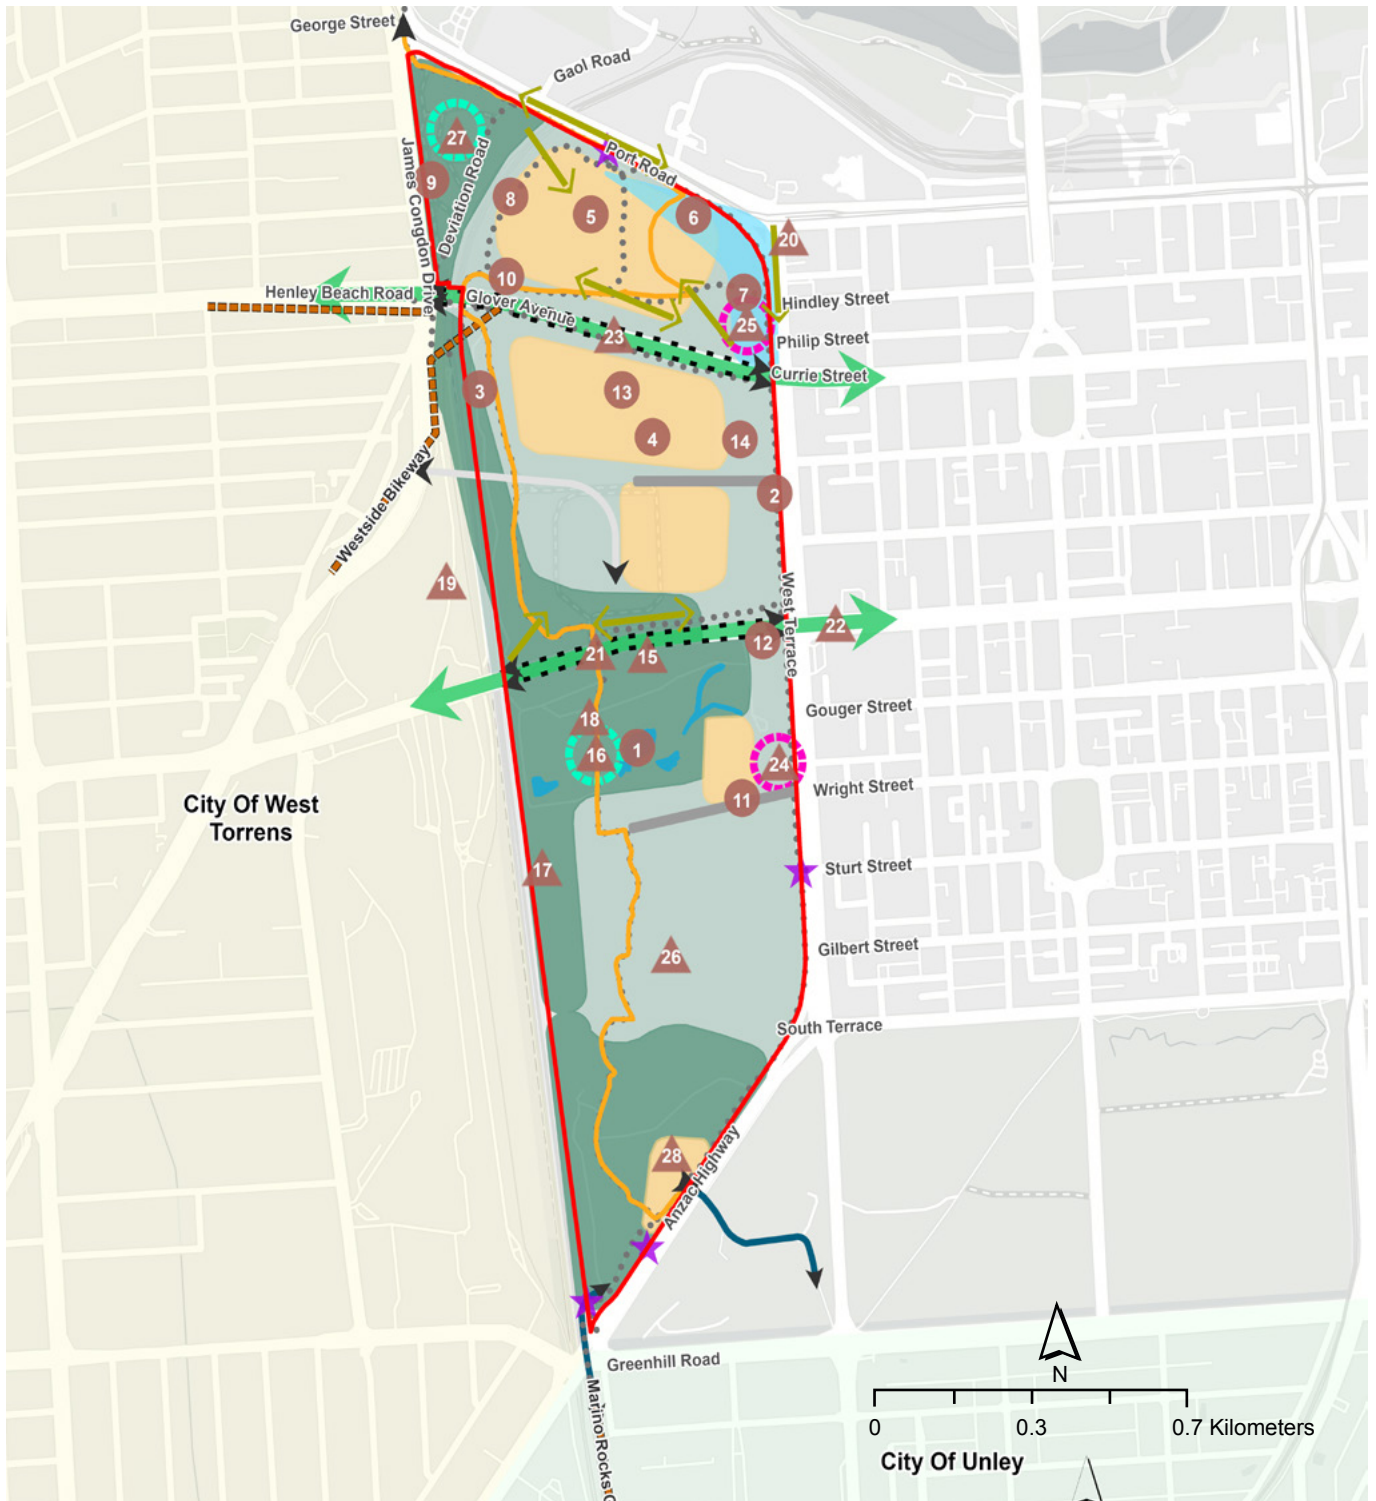 George Street
Gaol Road
27
Port Road
James Congdon Drive
9
Deviation Road
8
5
6
20
10
7
Henley Beach Road
Glover Avenue
Hindley Street
25
23
Philip Street
Currie Street
3
13
4
14
2
Westside Bikeway
19
West Terrace
22
21
15
12
18
Gouger Street
16
1
24
11
Wright Street
City Of West
Torrens
17
Sturt Street
26
Gilbert Street
South Terrace
28
Anzac Highway
Greenhill Road
Marino Rocks
N
0
0.3
0.7 Kilometers
City Of Unley